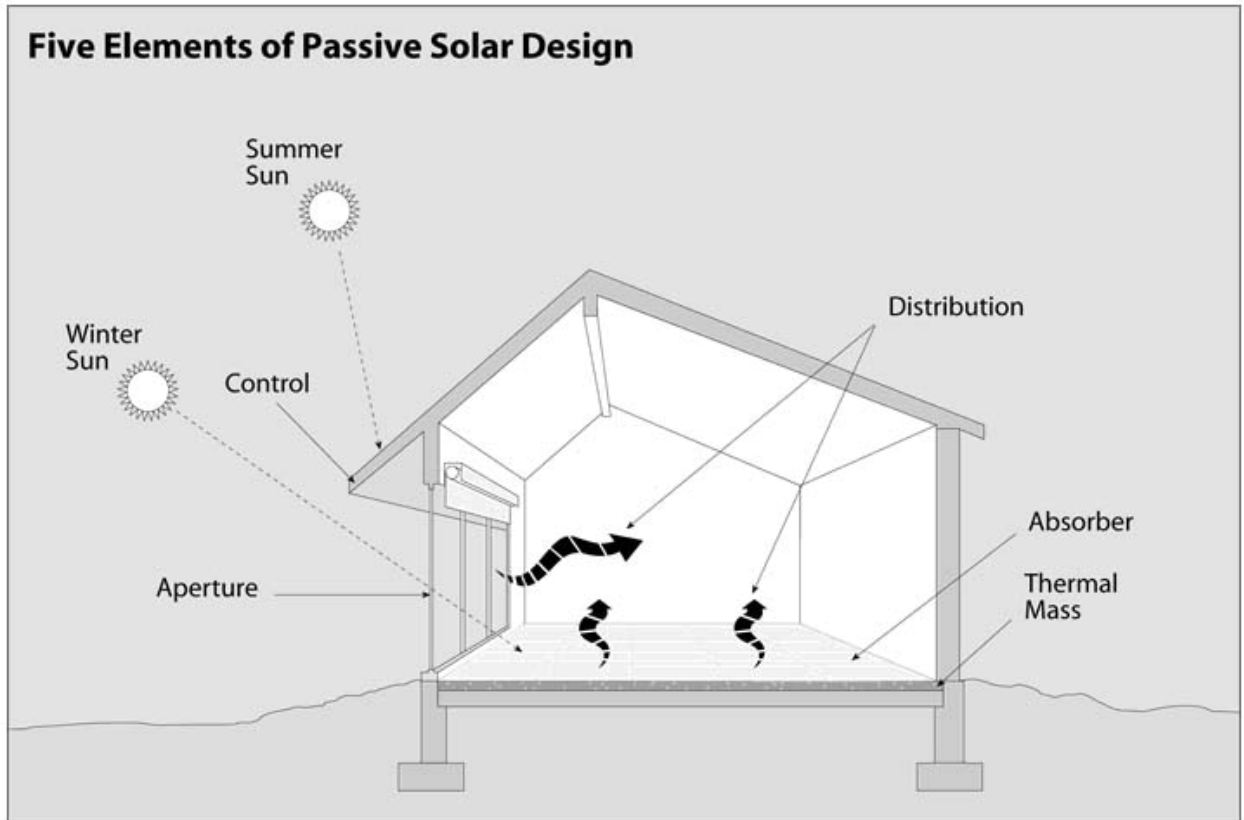 Five Elements of Passive Solar Design
Summer
Sun
Winter
Sun
Control
Distribution
Aperture
Absorber
Thermal
Mass